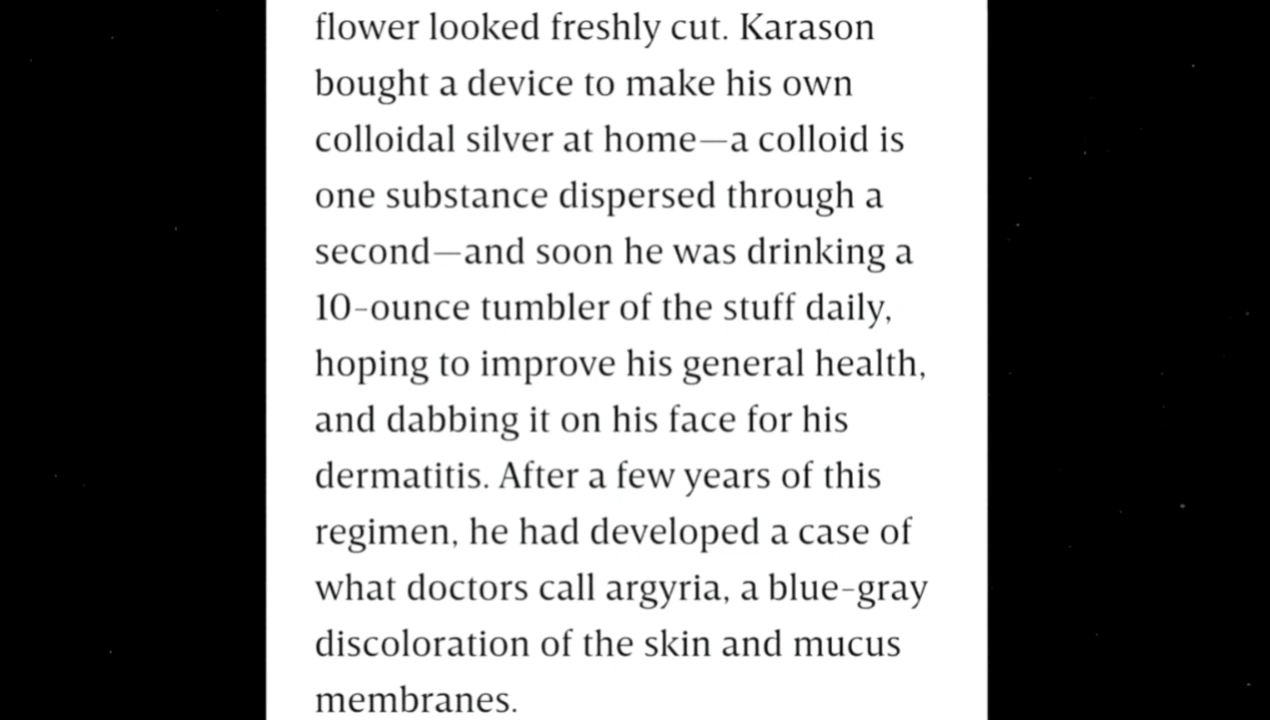 flower looked freshly cut. Karason
bought a device to make his own
colloidal silver at home—a colloid is
one substance dispersed through a
second—and soon he was drinking a
10-ounce tumbler of the stuff daily,
hoping to improve his general health,
and dabbing it on his face for his
dermatitis. After a few years of this
regimen, he had developed a case of
what doctors call argyria, a blue-gray
discoloration of the skin and mucus
membranes.